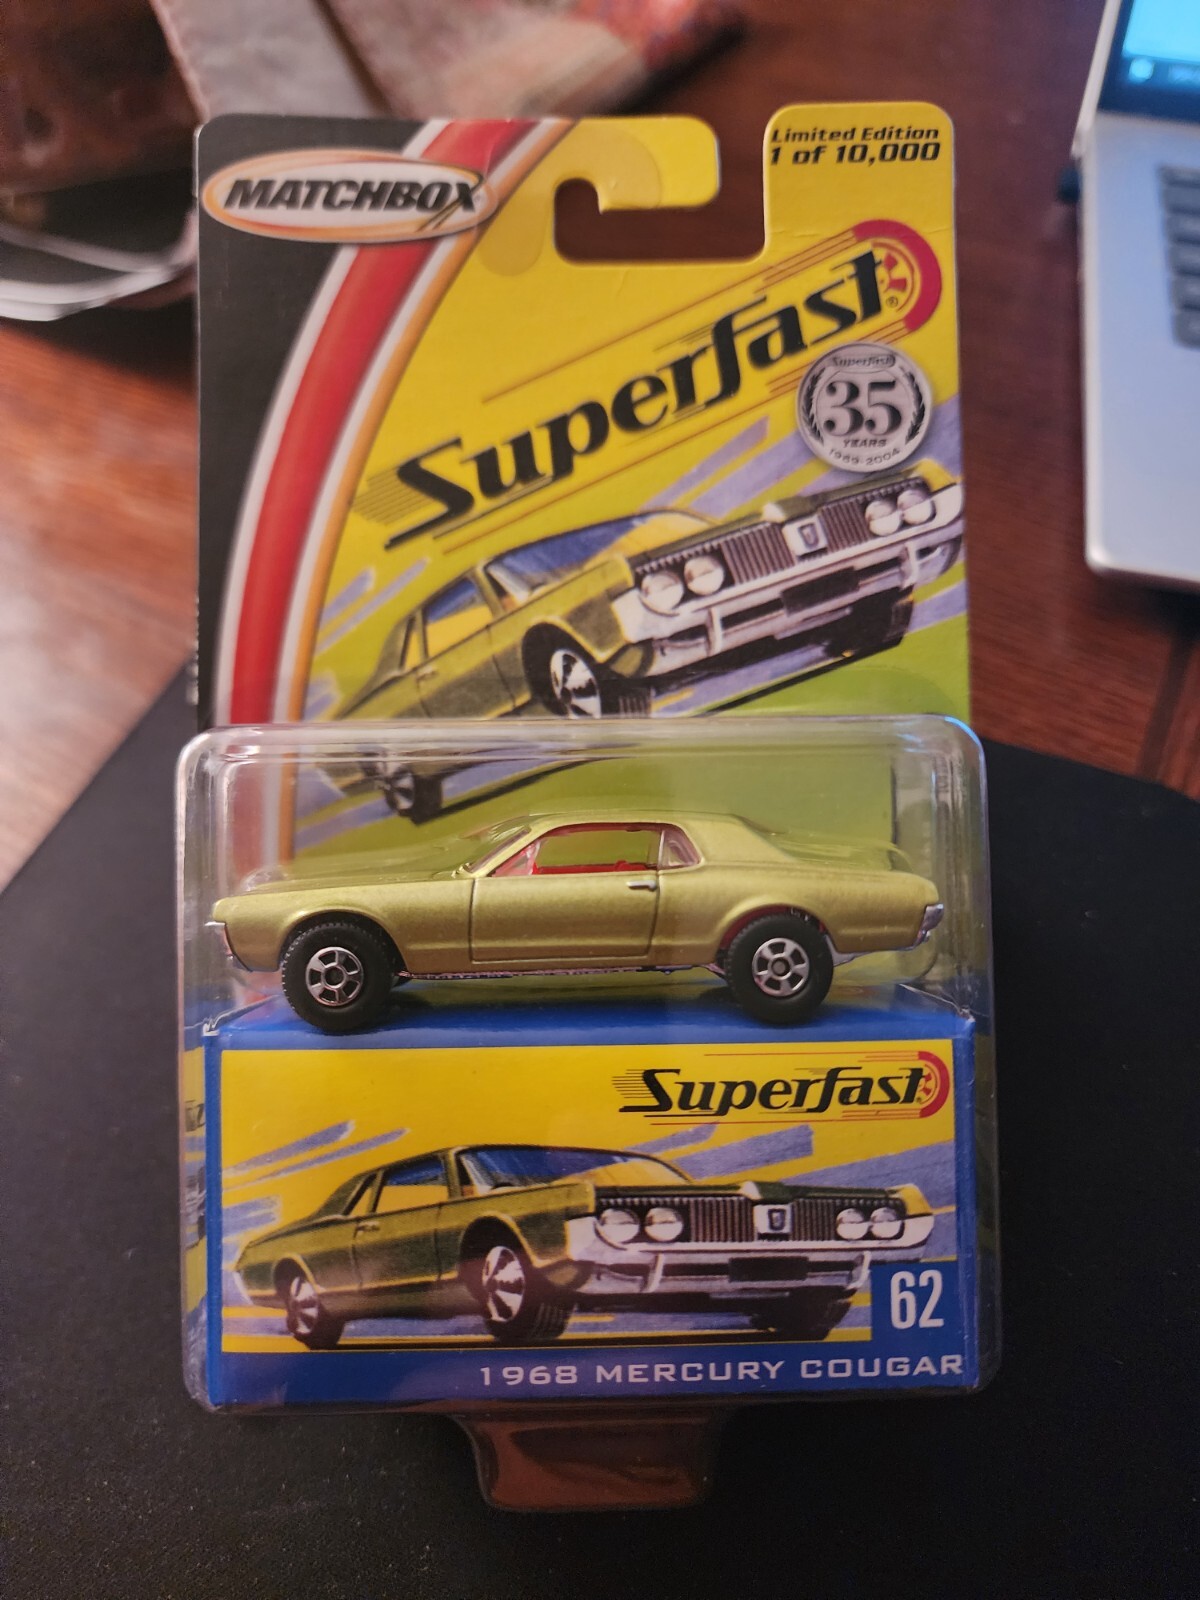 MATCHBOX
Limited Edition
1 of 10,000
Superfast®
Superfast
35
YEARS
1969-2004
Superfast
62
1968 MERCURY COUGAR